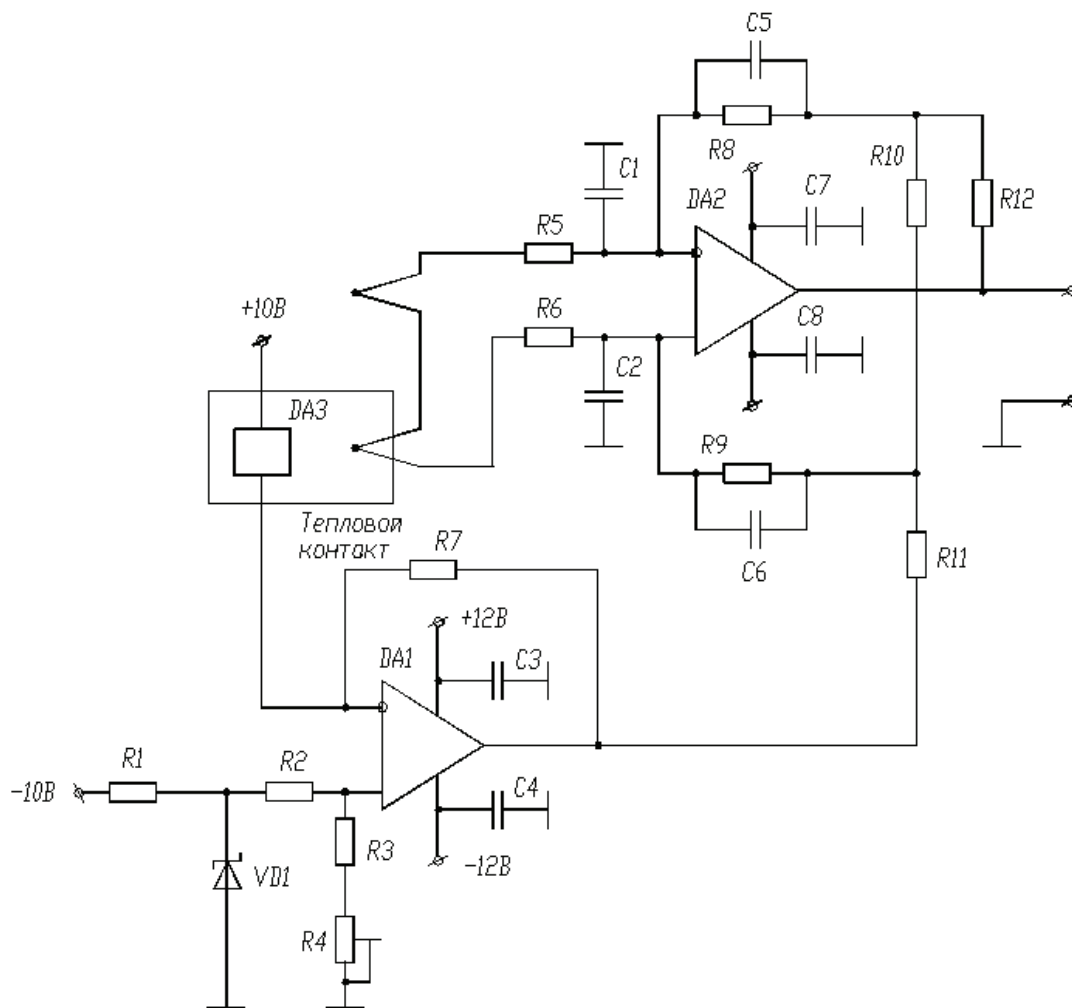 C5
R8
R10
C1
C7
DA2
R12
R5
+10В
R6
C8
C2
DA3
R9
Тепловой
контакт
R7
C6
R11
+12В
DA1
C3
R1
R2
-10В
C4
R3
-12В
VD1
R4